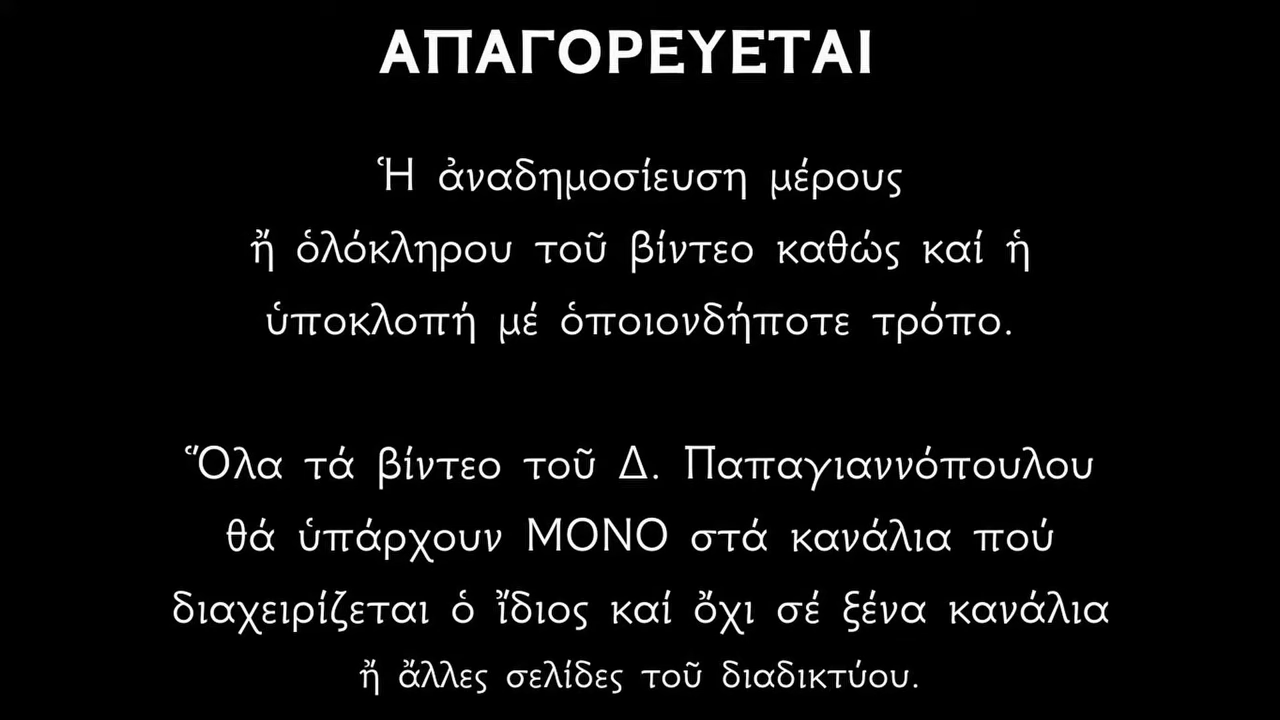 ΑΠΑΓΟΡΕΥΕΤΑΙ
Ἡ ἀναδημοσίευση μέρους
ἤ ὁλόκληρου τοῦ βίντεο καθώς καί ἡ
ὑποκλοπή μέ ὁποιονδήποτε τρόπο.
Ὅλα τά βίντεο τοῦ Δ. Παπαγιαννόπουλου
θά ὑπάρχουν ΜΟΝΟ στά κανάλια πού
διαχειρίζεται ὁ ἴδιος καί ὄχι σέ ξένα κανάλια
ἤ ἄλλες σελίδες τοῦ διαδικτύου.